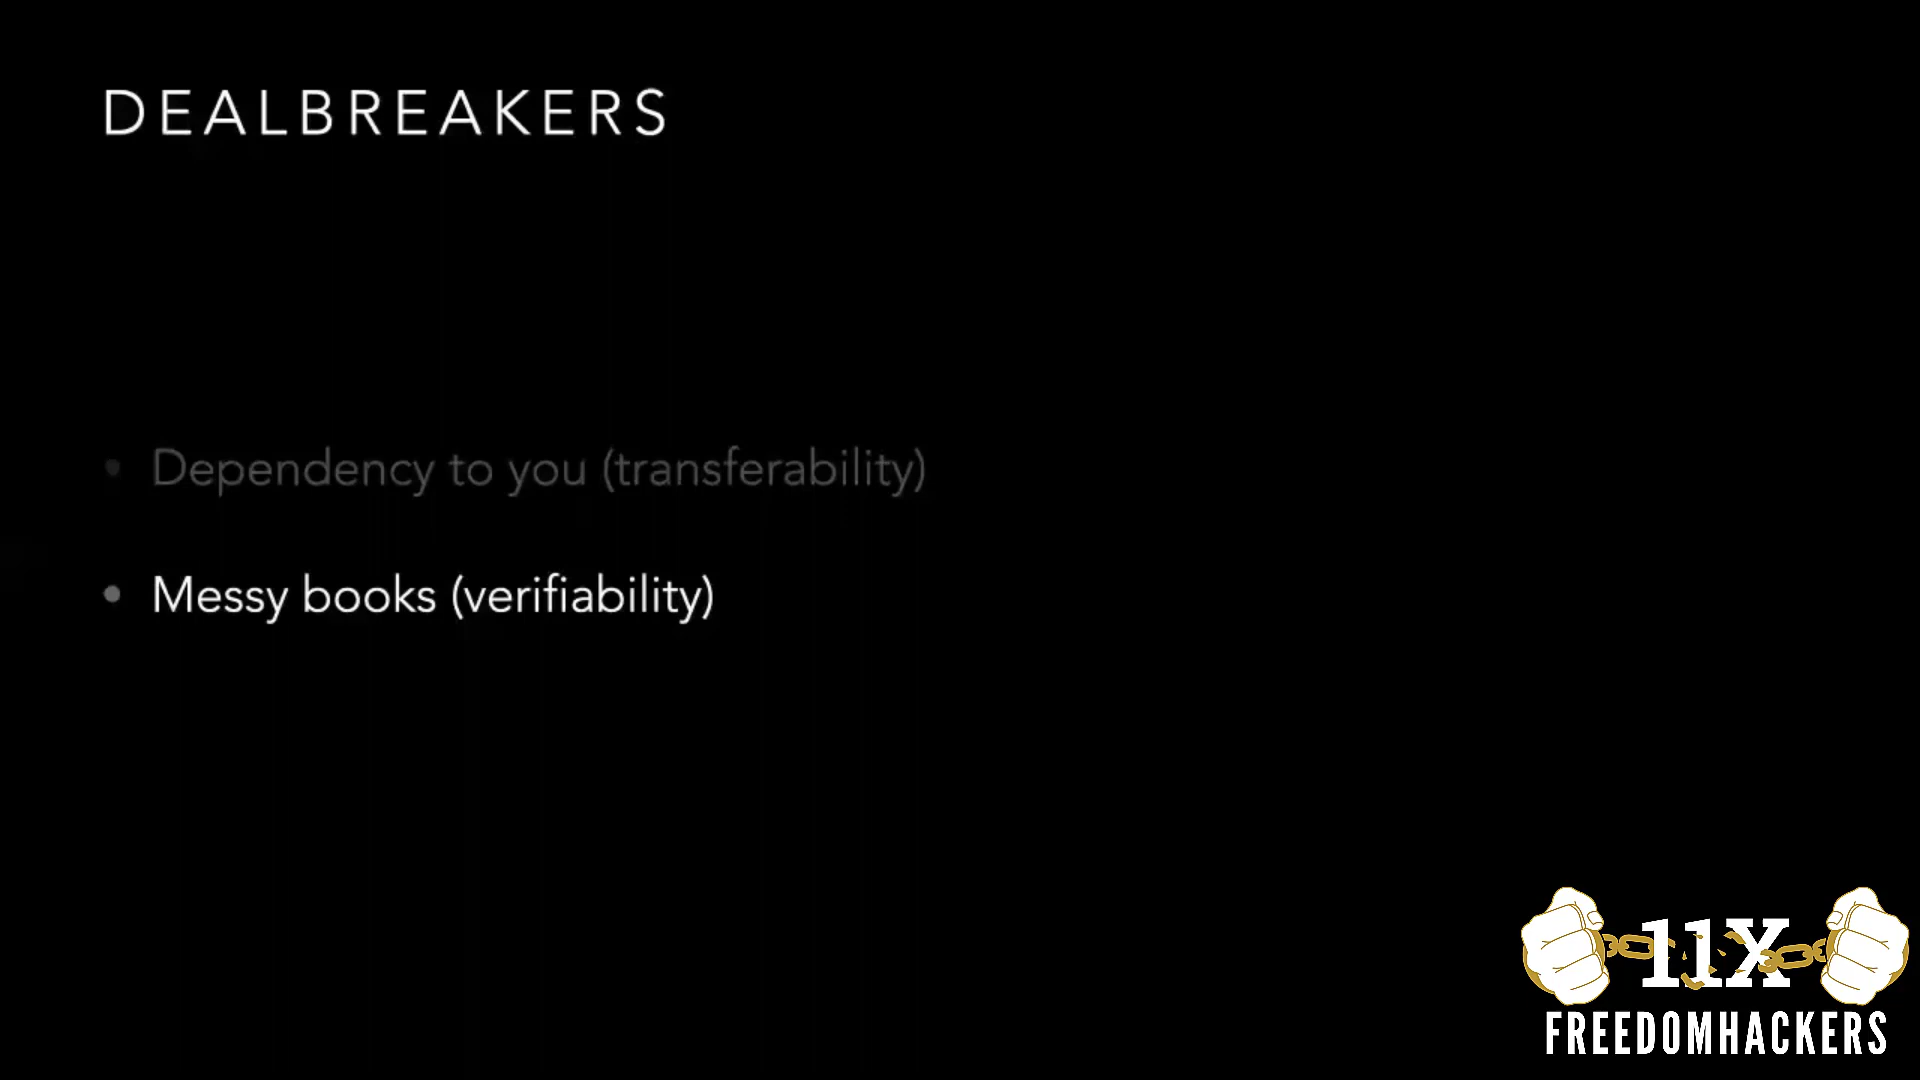 DEALBREAKERS
• Dependency to you (transferability)
• Messy books (verifiability)
11X
FREEDOMHACKERS